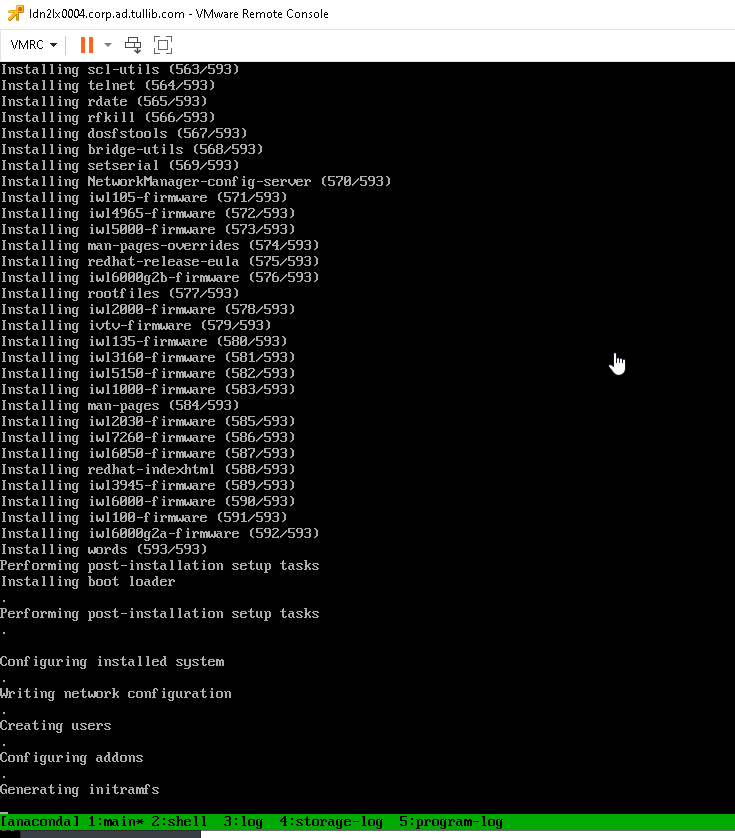 ldn2lx0004.corp.ad.tullib.com - VMware Remote Console
VMRC
Installing scl-utils (563/593)
Installing telnet (564/593)
Installing rdate (565/593)
Installing rfkill (566/593)
Installing dosfstools (567/593)
Installing bridge-utils (568/593)
Installing setserial (569/593)
Installing NetworkManager-config-server (570/593)
Installing iwl105-firmware (571/593)
Installing iwl4965-firmware (572/593)
Installing iwl5000-firmware (573/593)
Installing man-pages-overrides (574/593)
Installing redhat-release-eula (575/593)
Installing iwl6000g2b-firmware (576/593)
Installing rootfiles (577/593)
Installing iwl2000-firmware (578/593)
Installing ivtv-firmware (579/593)
Installing iwl135-firmware (580/593)
Installing iwl3160-firmware (581/593)
Installing iwl5150-firmware (582/593)
Installing iwl1000-firmware (583/593)
Installing man-pages (584/593)
Installing iwl2030-firmware (585/593)
Installing iwl7260-firmware (586/593)
Installing iwl6050-firmware (587/593)
Installing redhat-indexhtml (588/593)
Installing iwl3945-firmware (589/593)
Installing iwl6000-firmware (590/593)
Installing iwl100-firmware (591/593)
Installing iwl6000g2a-firmware (592/593)
Installing words (593/593)
Performing post-installation setup tasks
Installing boot loader
.
Performing post-installation setup tasks
.
Configuring installed system
.
Writing network configuration
.
Creating users
.
Configuring addons
.
Generating initramfs
[anaconda] 1:main* 2:shell  3:log  4:storage-log  5:program-log